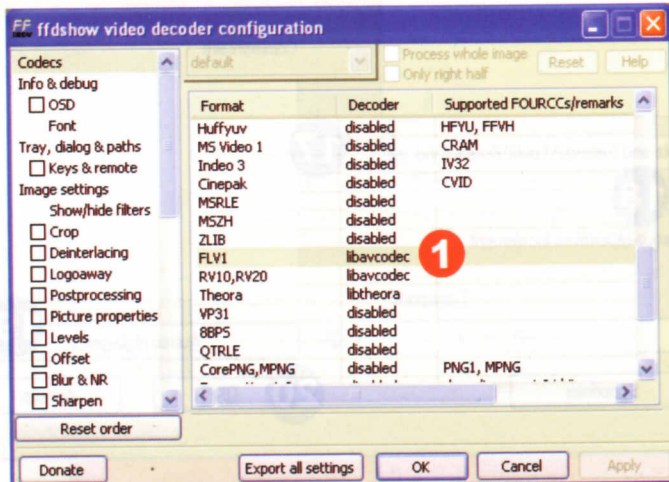 FF ffdshow video decoder configuration
Codecs
Info & debug
OSD
Font
Tray, dialog & paths
Keys & remote
Image settings
Show/hide filters
Crop
Deinterlacing
Logoaway
Postprocessing
Picture properties
Levels
Offset
Blur & NR
Sharpen
Reset order
default
Process whole image
Only right half
Reset
Help
Format Decoder Supported FOURCCs/remarks
Huffyuv disabled HFYU, FFVH
MS Video 1 disabled CRAM
Indeo 3 disabled IV32
Cinepak disabled CVID
MSRLE disabled
MSZH disabled
ZLIB disabled
FLV1 libavcodec 1
RV10,RV20 libavcodec
Theora libtheora
VP31 disabled
8BPS disabled
QTRLE disabled
CorePNG,MPNG disabled PNG1, MPNG
Donate
Export all settings
OK
Cancel
Apply